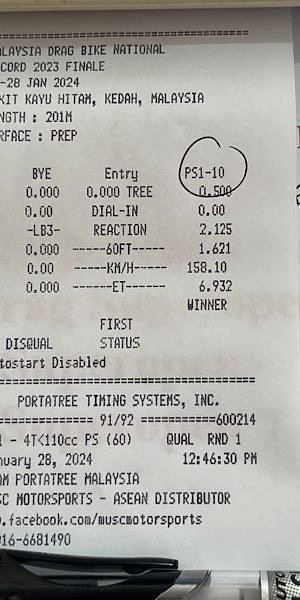 ===================================
ALAYSIA DRAG BIKE NATIONAL
CORD 2023 FINALE
-28 JAN 2024
KIT KAYU HITAM, KEDAH, MALAYSIA
NGTH : 201M
RFACE : PREP
BYE Entry PS1-10
0.000 0.000 TREE 0.500
0.00 DIAL-IN 0.00
-LB3- REACTION 2.125
0.000 ------60FT------ 1.621
0.00 ------KM/H------ 158.10
0.000 -------ET------- 6.932
WINNER
FIRST
DISQUAL STATUS
tostart Disabled
===================================
PORTATREE TIMING SYSTEMS, INC.
============ 91/92 ===========600214
- 4T<110cc PS (60) QUAL RND 1
nuary 28, 2024 12:46:30 PM
AM PORTATREE MALAYSIA
SC MOTORSPORTS - ASEAN DISTRIBUTOR
.facebook.com/muscmotorsports
016-6681490